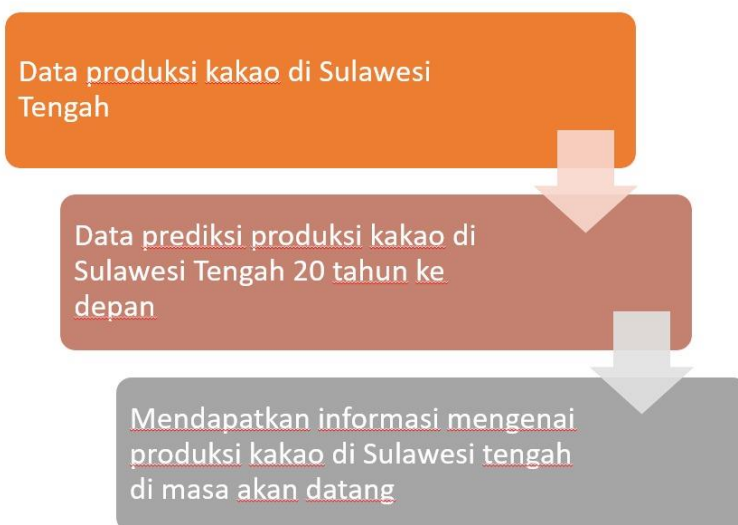 Data produksi kakao di Sulawesi
Tengah
Data prediksi produksi kakao di
Sulawesi Tengah 20 tahun ke
depan
Mendapatkan informasi mengenai
produksi kakao di Sulawesi tengah
di masa akan datang